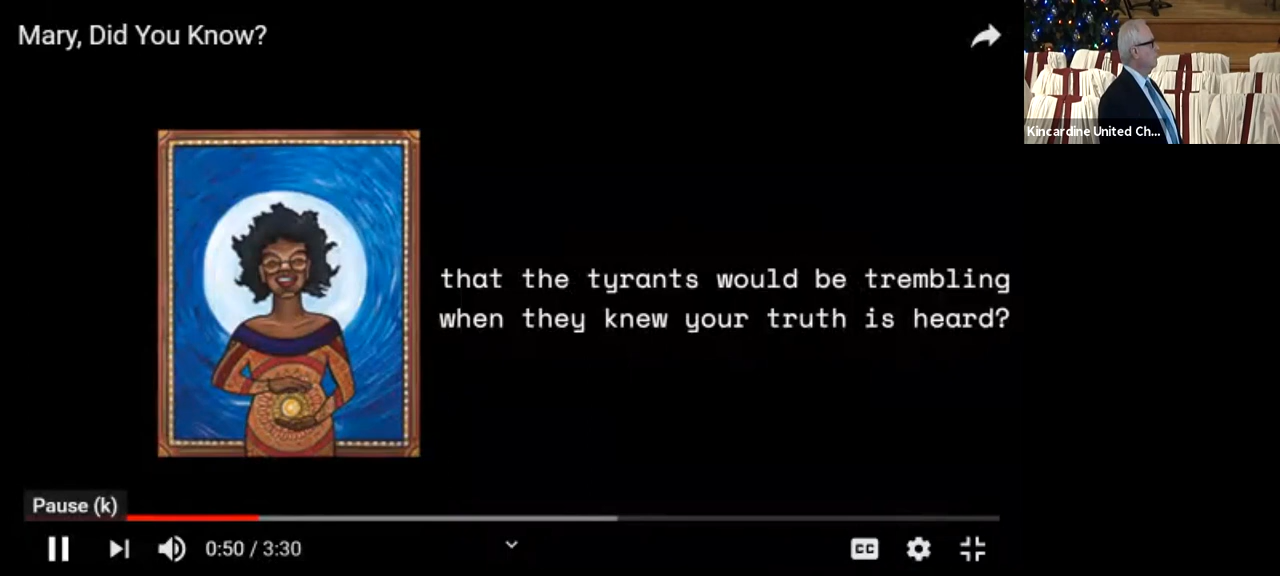 Mary, Did You Know?
Kincardine United Ch...
that the tyrants would be trembling
when they knew your truth is heard?
Pause (k)
0:50 / 3:30
CC